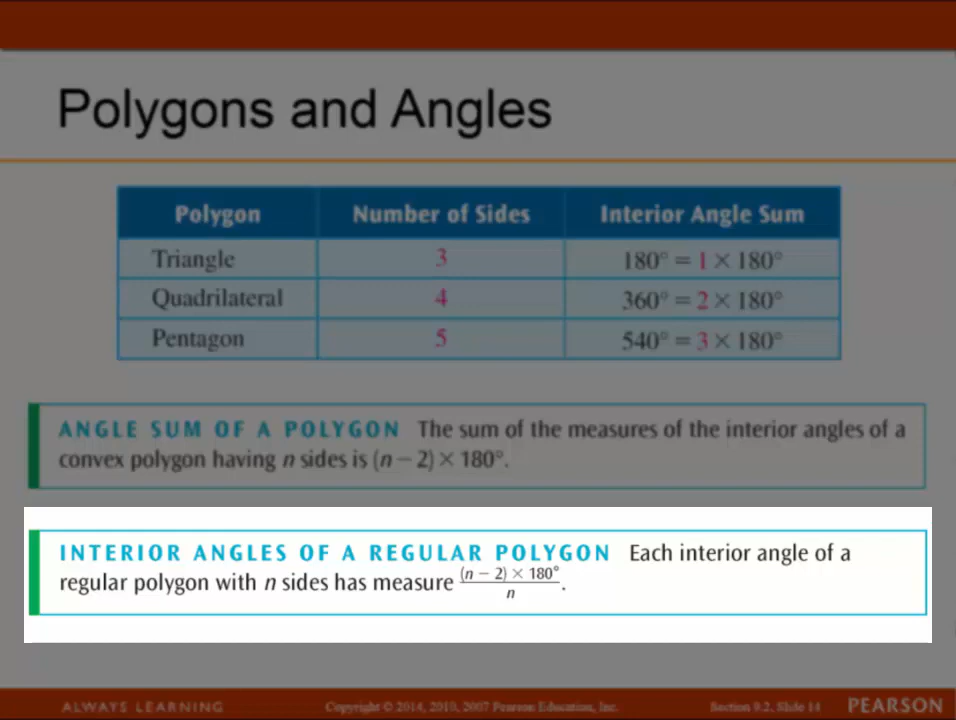 Polygons and Angles
Polygon Number of Sides Interior Angle Sum
Triangle 3 180° = 1 × 180°
Quadrilateral 4 360° = 2 × 180°
Pentagon 5 540° = 3 × 180°
ANGLE SUM OF A POLYGON The sum of the measures of the interior angles of a
convex polygon having n sides is (n − 2) × 180°.
INTERIOR ANGLES OF A REGULAR POLYGON Each interior angle of a
regular polygon with n sides has measure (n − 2) × 180°
n .
ALWAYS LEARNING Copyright © 2014, 2010, 2007 Pearson Education, Inc. Section 9.2, Slide 14 PEARSON